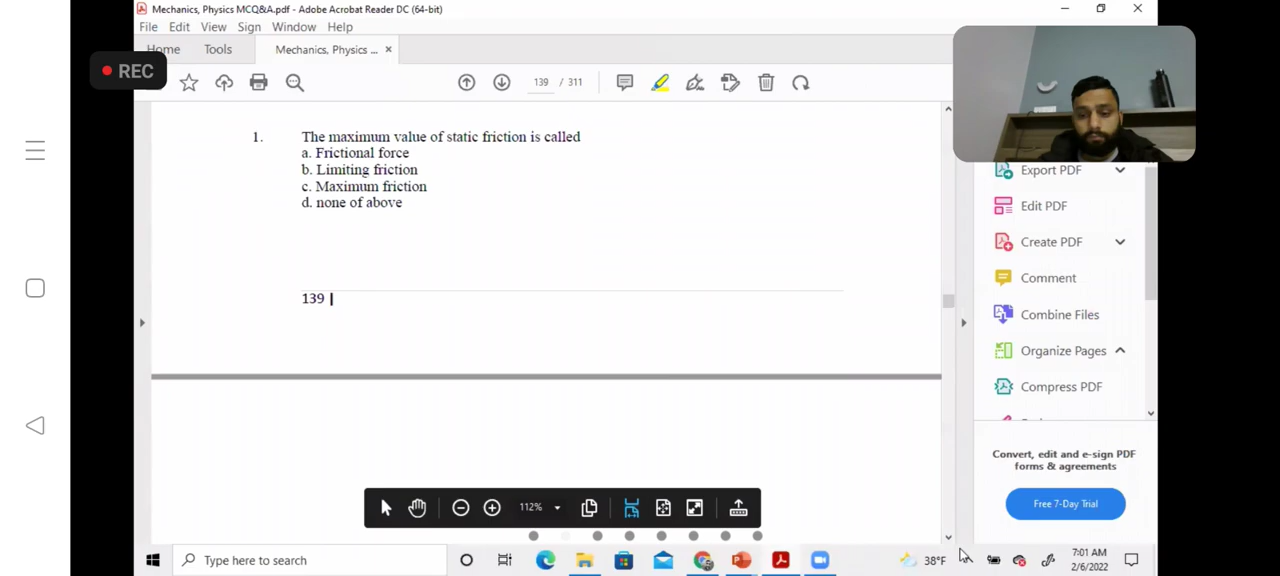 Mechanics, Physics MCQ&A.pdf - Adobe Acrobat Reader DC (64-bit)
File Edit View Sign Window Help
Home Tools Mechanics, Physics ... ×
REC
139 / 311
1. The maximum value of static friction is called
a. Frictional force
b. Limiting friction
c. Maximum friction
d. none of above
139 |
Export PDF
Edit PDF
Create PDF
Comment
Combine Files
Organize Pages
Compress PDF
Convert, edit and e-sign PDF
forms & agreements
Free 7-Day Trial
112%
Type here to search
38°F
7:01 AM
2/6/2022